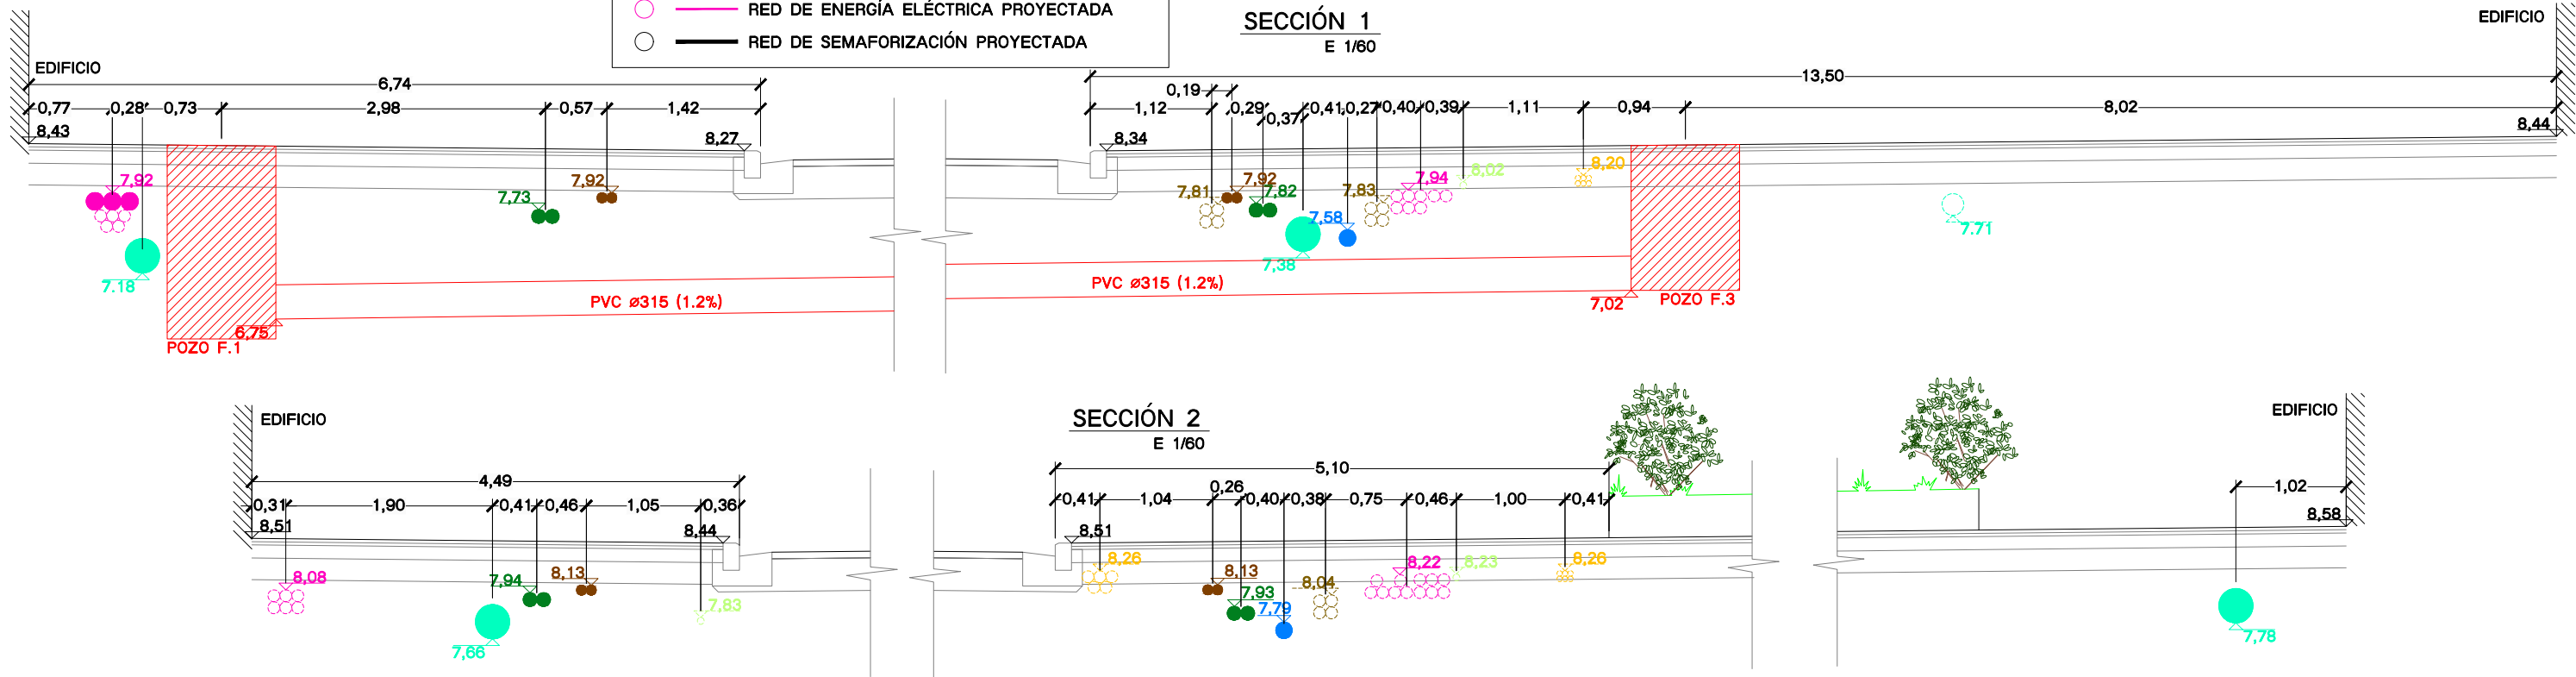 RED DE ENERGÍA ELÉCTRICA PROYECTADA
RED DE SEMAFORIZACIÓN PROYECTADA
SECCIÓN 1
E 1/60
EDIFICIO
EDIFICIO
6,74
13,50
0,77 0,28 0,73 2,98 0,57 1,42
0,19
1,12 0,29 0,37 0,41 0,27 0,40 0,39 1,11 0,94 8,02
8,43
8,27
8,34
8,44
7,92
7,73
7,92
7,81
7,92
7,82
7,58
7,83
7,94
8,02
8,20
7.18
7,38
7.71
PVC ø315 (1.2%)
PVC ø315 (1.2%)
6,75
POZO F.1
7,02
POZO F.3
SECCIÓN 2
E 1/60
EDIFICIO
EDIFICIO
4,49
5,10
0,31 1,90 0,41 0,46 1,05 0,36
0,41 1,04 0,26 0,40 0,38 0,75 0,46 1,00 0,41
1,02
8,51
8,44
8,51
8,58
8,08
7,94
8,13
7,83
7,66
8,26
8,13
7,93
7,79
8,04
8,22
8,23
8,26
7,78